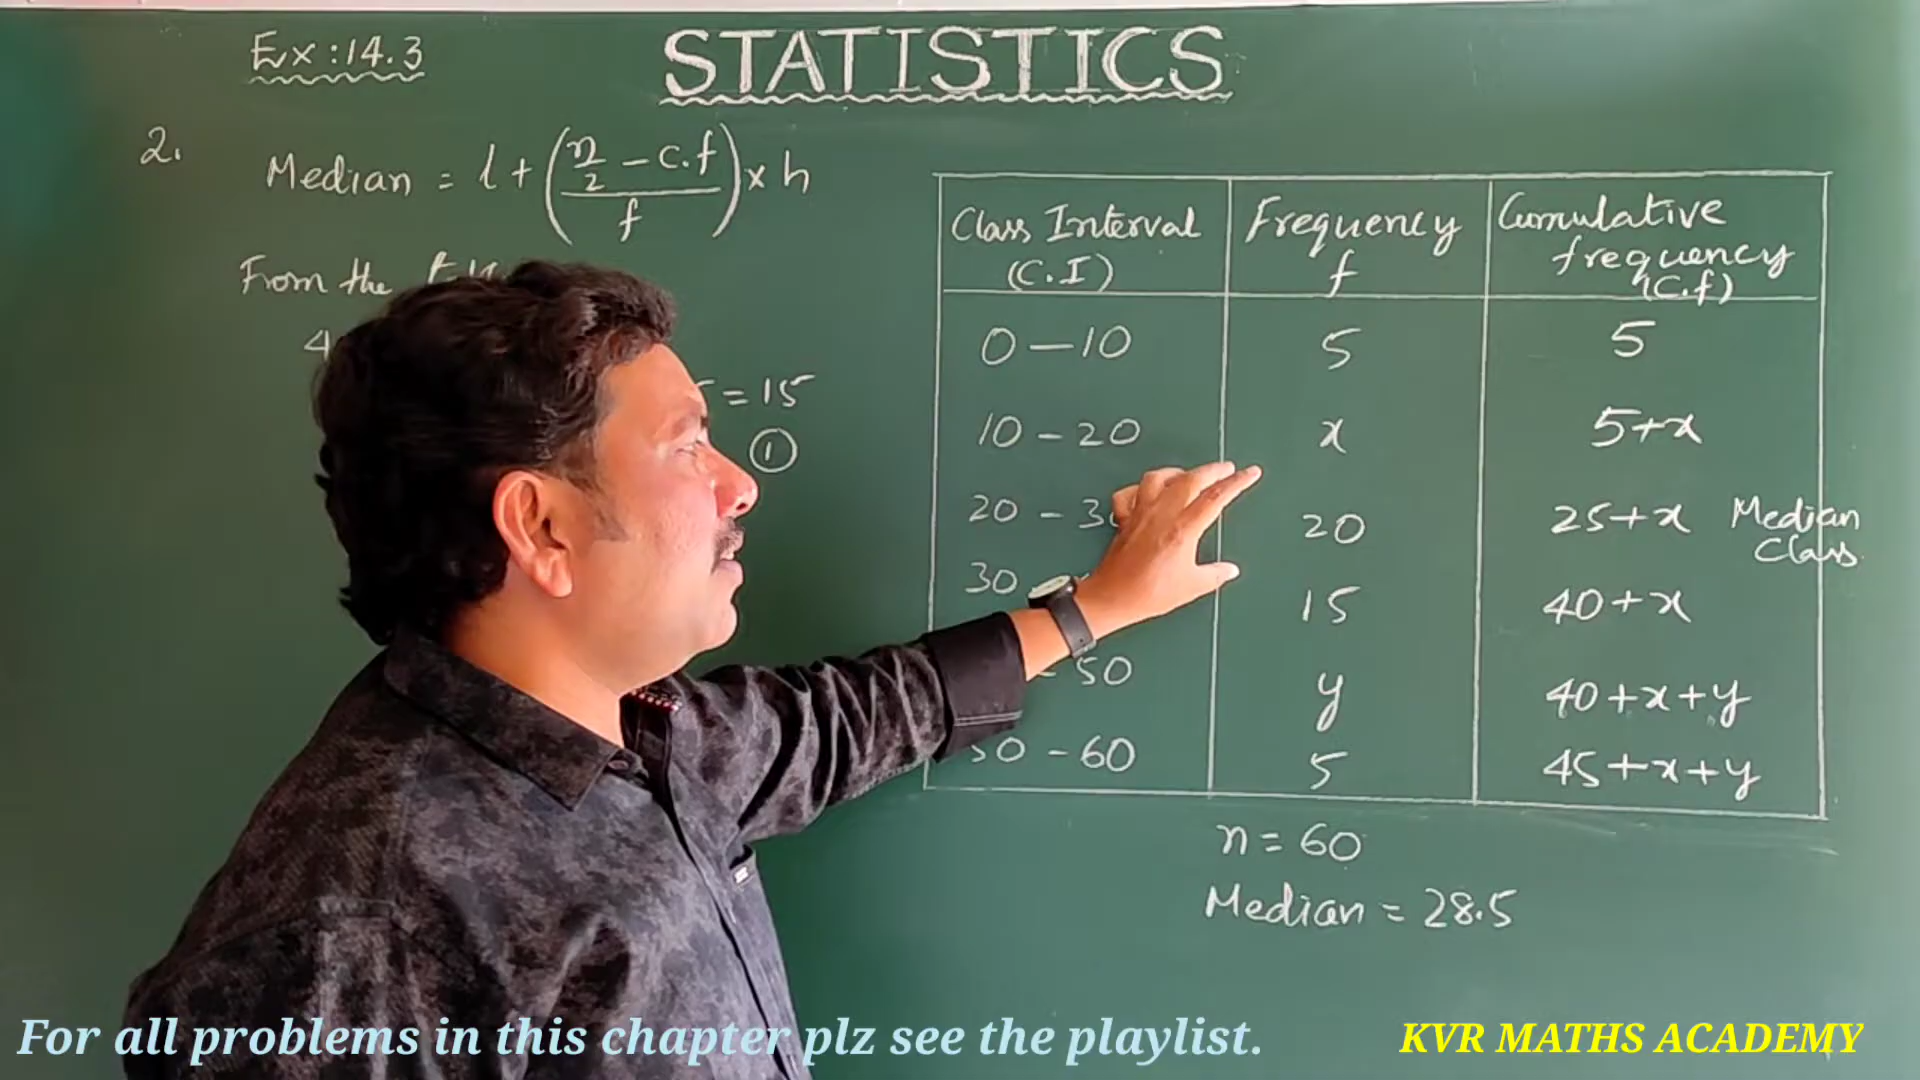 Ex:14.3
STATISTICS
2.
Median = l + (n/2 - c.f / f) × h
From the
4
= 15
①
Class Interval (C.I)
Frequency f
Cumulative frequency (c.f)
0 - 10 5 5
10 - 20 x 5+x
20 - 30 20 25+x Median Class
30 15 40+x
- 50 y 40+x+y
50 - 60 5 45+x+y
n = 60
Median = 28.5
For all problems in this chapter plz see the playlist.
KVR MATHS ACADEMY